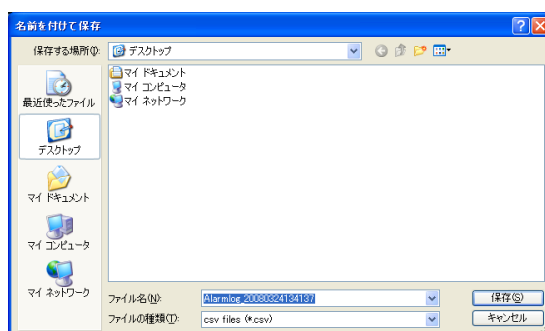 名前を付けて保存
保存する場所(I):
デスクトップ
最近使ったファイル
デスクトップ
マイ ドキュメント
マイ コンピュータ
マイ ネットワーク
マイ ドキュメント
マイ コンピュータ
マイ ネットワーク
ファイル名(N):
Alarmlog_20080324134137
保存(S)
ファイルの種類(T):
csv files (*.csv)
キャンセル